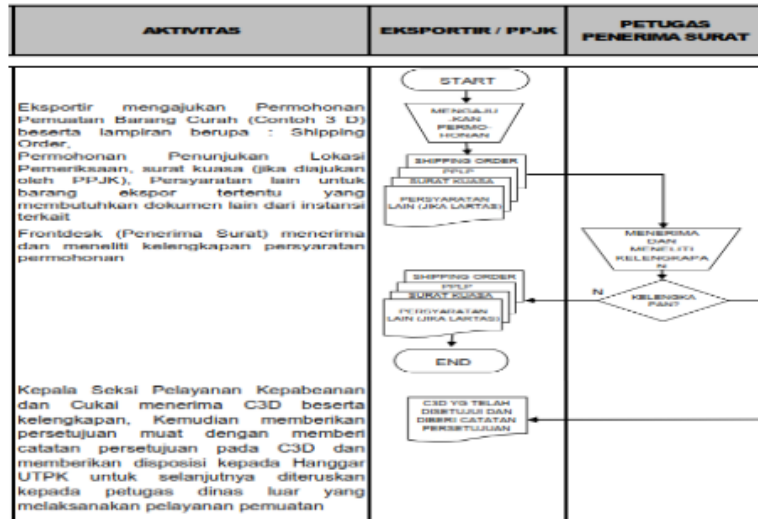 AKTIVITAS
EKSPORTIR / PPJK
PETUGAS
PENERIMA SURAT
Eksportir mengajukan Permohonan
Pemuatan Barang Curah (Contoh 3 D)
beserta lampiran berupa : Shipping
Order,
Permohonan Penunjukan Lokasi
Pemeriksaan, surat kuasa (jika diajukan
oleh PPJK), Persyaratan lain untuk
barang ekspor tertentu yang
membutuhkan dokumen lain dari instansi
terkait
Frontdesk (Penerima Surat) menerima
dan meneliti kelengkapan persyaratan
permohonan
Kepala Seksi Pelayanan Kepabeanan
dan Cukai menerima C3D beserta
kelengkapan, Kemudian memberikan
persetujuan muat dengan memberi
catatan persetujuan pada C3D dan
memberikan disposisi kepada Hanggar
UTPK untuk selanjutnya diteruskan
kepada petugas dinas luar yang
melaksanakan pelayanan pemuatan
START
MENGAJU
-KAN
PERMO-
HONAN
SHIPPING ORDER
PPLP
SURAT KUASA
PERSYARATAN
LAIN (JIKA LARTAS)
SHIPPING ORDER
PPLP
SURAT KUASA
PERSYARATAN
LAIN (JIKA LARTAS)
END
C3D YG TELAH
DISETUJUI DAN
DIBERI CATATAN
PERSETUJUAN
MENERIMA
DAN
MENELITI
KELENGKAPA
N
N
KELENGKA
PAN?